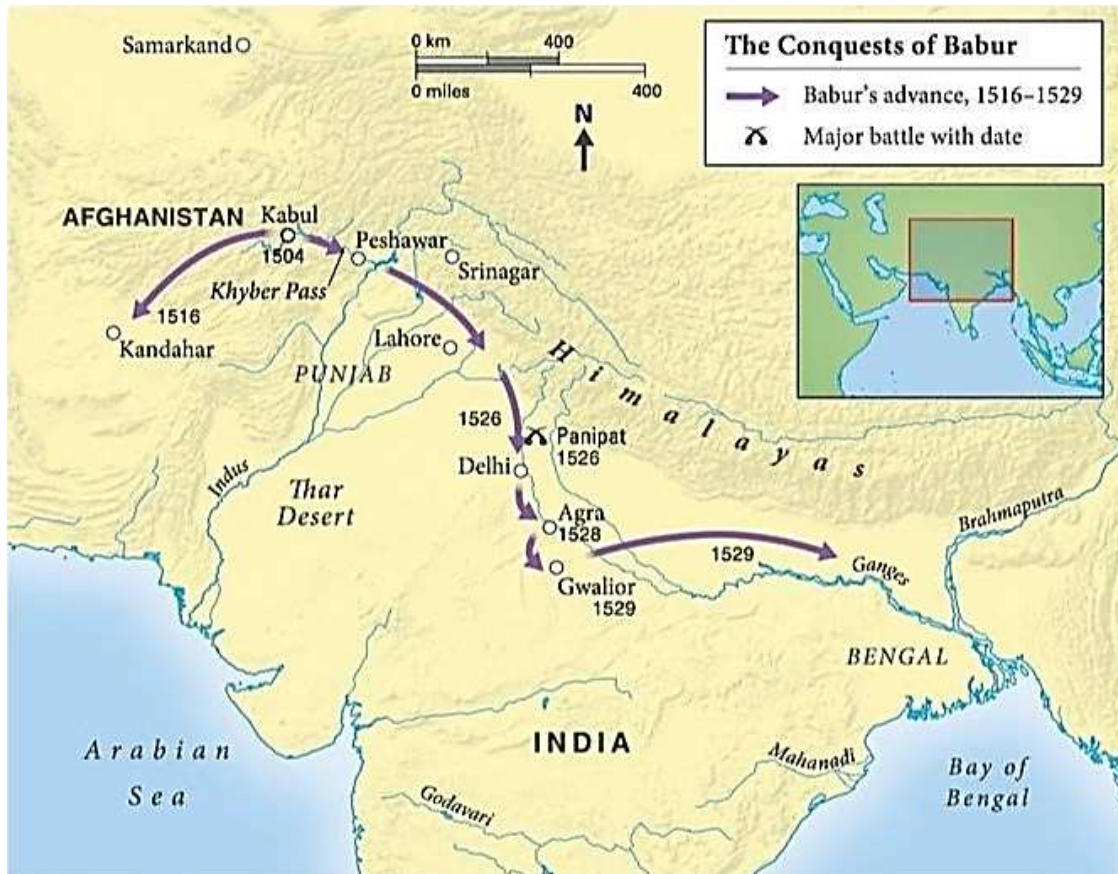 Samarkand
0 km 400
0 miles 400
N
The Conquests of Babur
Babur's advance, 1516–1529
Major battle with date
AFGHANISTAN
Kabul
1504
Peshawar
Khyber Pass
Srinagar
1516
Kandahar
Lahore
PUNJAB
Himalayas
1526
Panipat
1526
Delhi
Indus
Thar
Desert
Agra
1528
Brahmaputra
1529
Ganges
Gwalior
1529
BENGAL
INDIA
Arabian
Sea
Mahanadi
Bay of
Bengal
Godavari